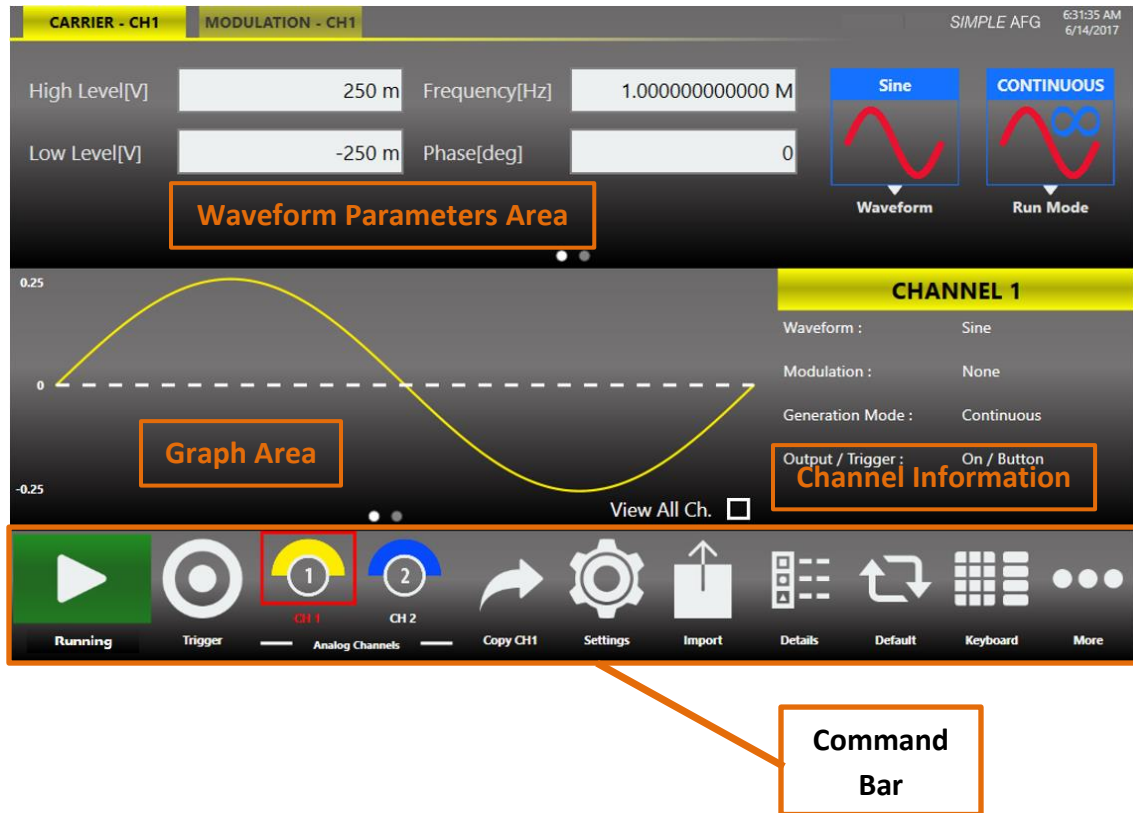 CARRIER - CH1 MODULATION - CH1 SIMPLE AFG 6:31:35 AM
6/14/2017
High Level[V] 250 m Frequency[Hz] 1.000000000000 M Sine CONTINUOUS
Low Level[V] -250 m Phase[deg] 0
Waveform Run Mode
Waveform Parameters Area
0.25
0
-0.25
Graph Area
View All Ch.
CHANNEL 1
Waveform : Sine
Modulation : None
Generation Mode : Continuous
Output / Trigger : On / Button
Channel Information
1 2
CH 1 CH 2
Running Trigger Analog Channels Copy CH1 Settings Import Details Default Keyboard More
Command
Bar